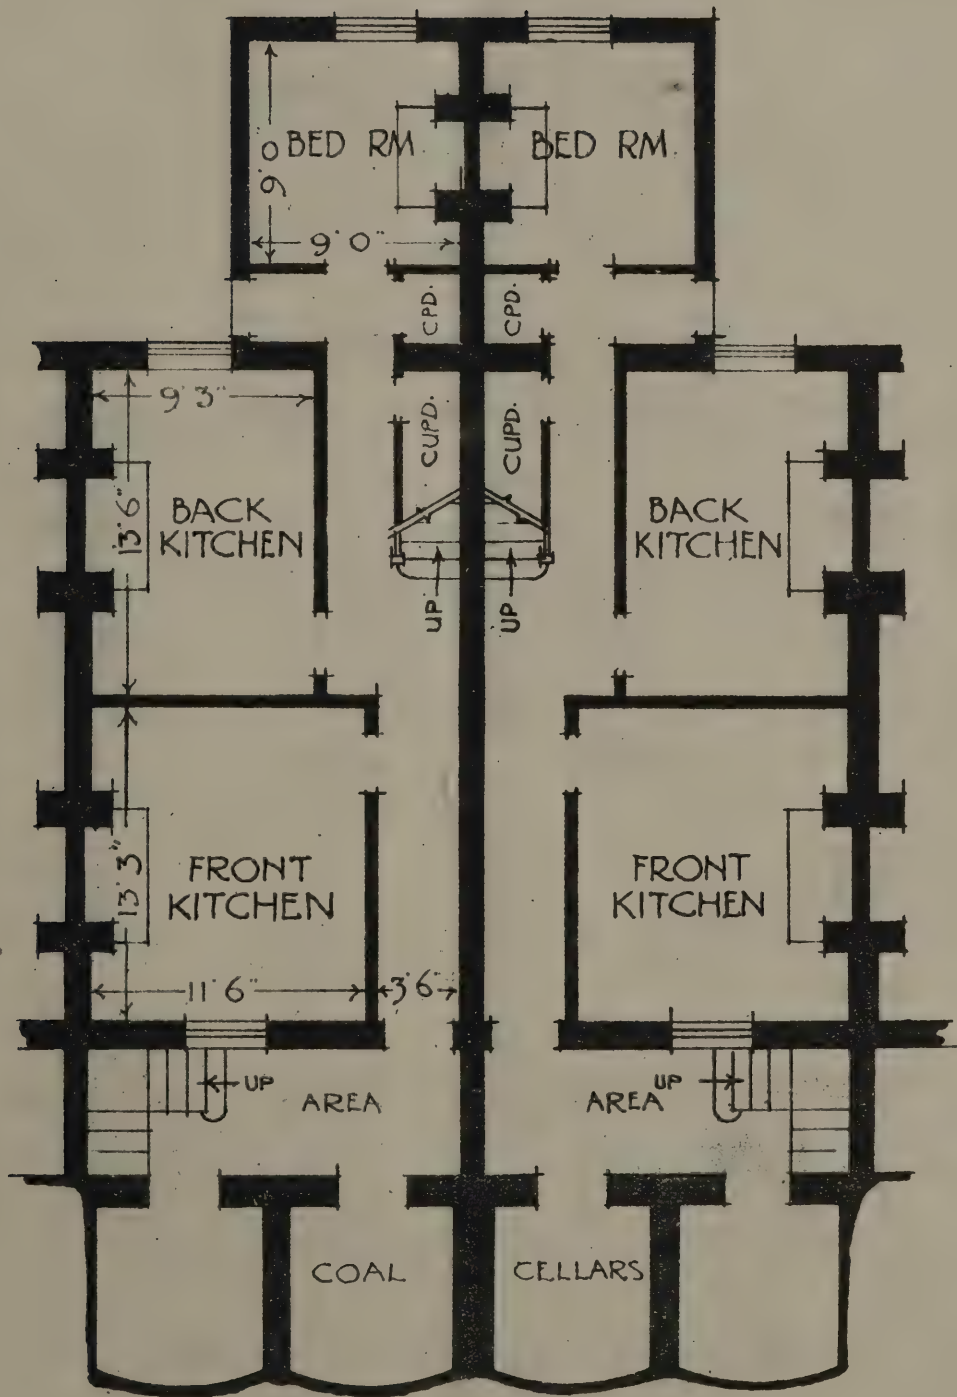 BED RM.
BED RM.
9' 0
9' 0"
CPD.
CPD.
9' 3"
CUPD.
CUPD.
13' 6"
BACK
KITCHEN
BACK
KITCHEN
UP
UP
13' 3"
FRONT
KITCHEN
FRONT
KITCHEN
11' 6"
3' 6"
UP
UP
AREA
AREA
COAL
CELLARS